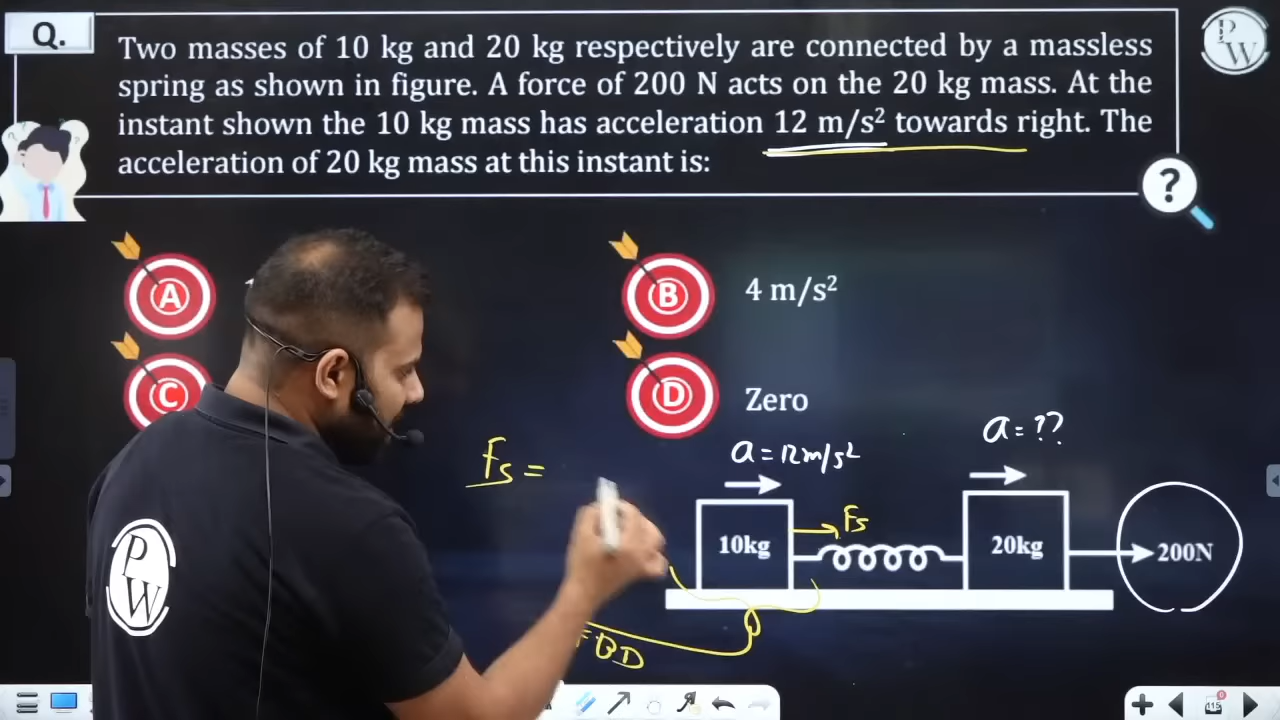 Q.
Two masses of 10 kg and 20 kg respectively are connected by a massless
spring as shown in figure. A force of 200 N acts on the 20 kg mass. At the
instant shown the 10 kg mass has acceleration 12 m/s² towards right. The
acceleration of 20 kg mass at this instant is:
P
W
?
A
B 4 m/s²
C
D Zero
a = 12 m/s²
a = ??
Fs =
Fs
10kg
20kg
200N
FBD
P
W
115